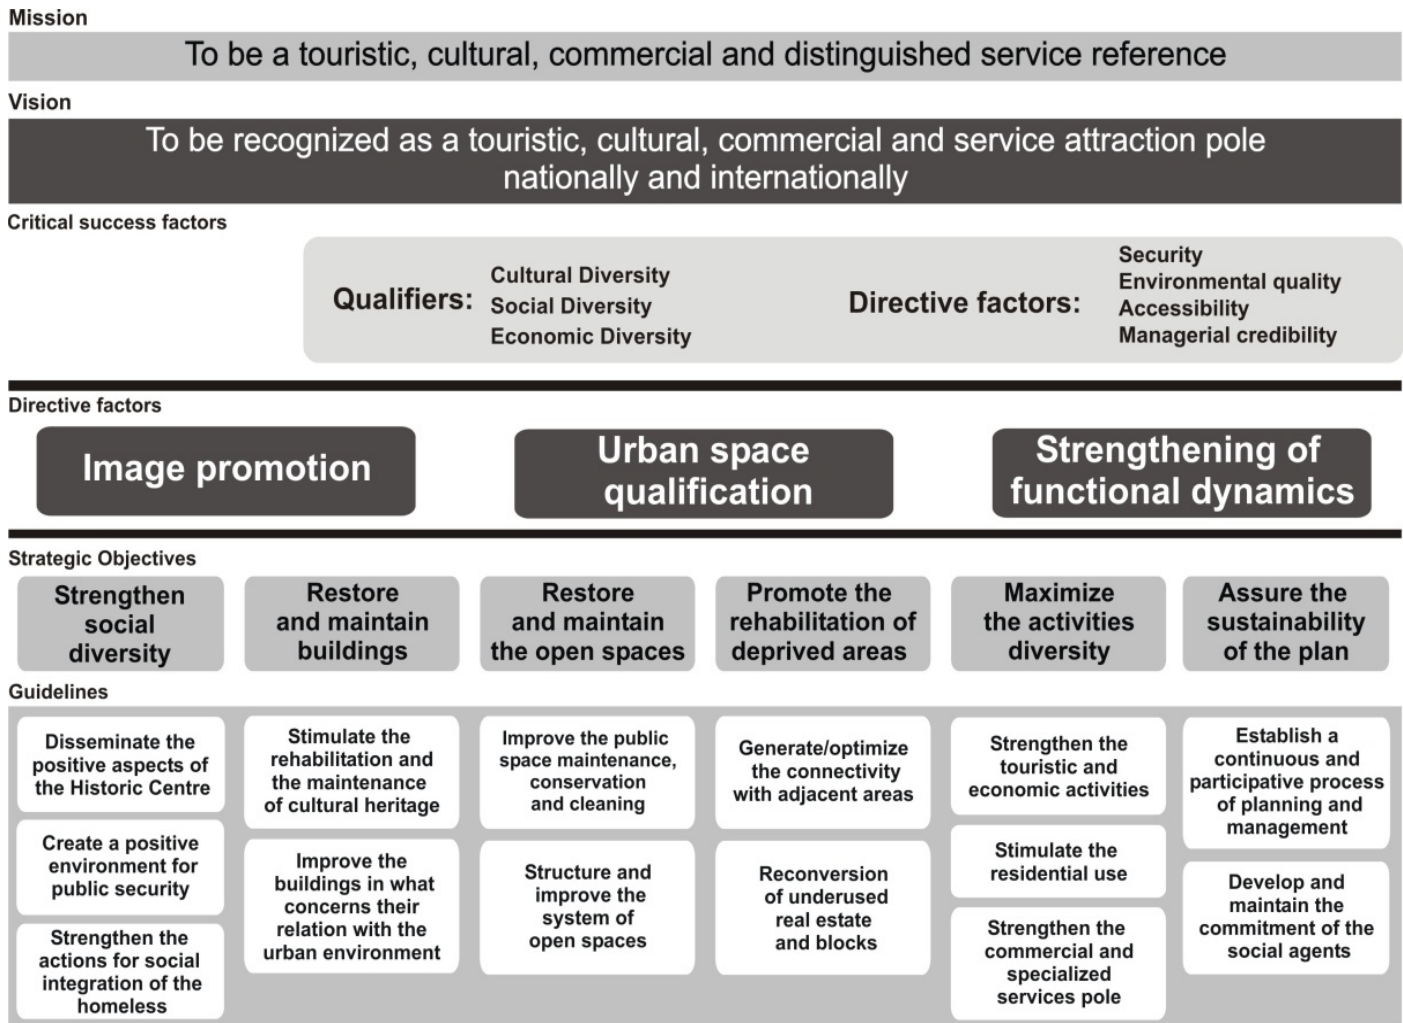 Mission
To be a touristic, cultural, commercial and distinguished service reference
Vision
To be recognized as a touristic, cultural, commercial and service attraction pole
nationally and internationally
Critical success factors
Qualifiers:
Cultural Diversity
Social Diversity
Economic Diversity
Directive factors:
Security
Environmental quality
Accessibility
Managerial credibility
Directive factors
Image promotion
Urban space
qualification
Strengthening of
functional dynamics
Strategic Objectives
Strengthen
social
diversity
Restore
and maintain
buildings
Restore
and maintain
the open spaces
Promote the
rehabilitation of
deprived areas
Maximize
the activities
diversity
Assure the
sustainability
of the plan
Guidelines
Disseminate the
positive aspects of
the Historic Centre
Create a positive
environment for
public security
Strengthen the
actions for social
integration of the
homeless
Stimulate the
rehabilitation and
the maintenance
of cultural heritage
Improve the
buildings in what
concerns their
relation with the
urban environment
Improve the public
space maintenance,
conservation
and cleaning
Structure and
improve the
system of
open spaces
Generate/optimize
the connectivity
with adjacent areas
Reconversion
of underused
real estate
and blocks
Strengthen the
touristic and
economic activities
Stimulate the
residential use
Strengthen the
commercial and
specialized
services pole
Establish a
continuous and
participative process
of planning and
management
Develop and
maintain the
commitment of the
social agents